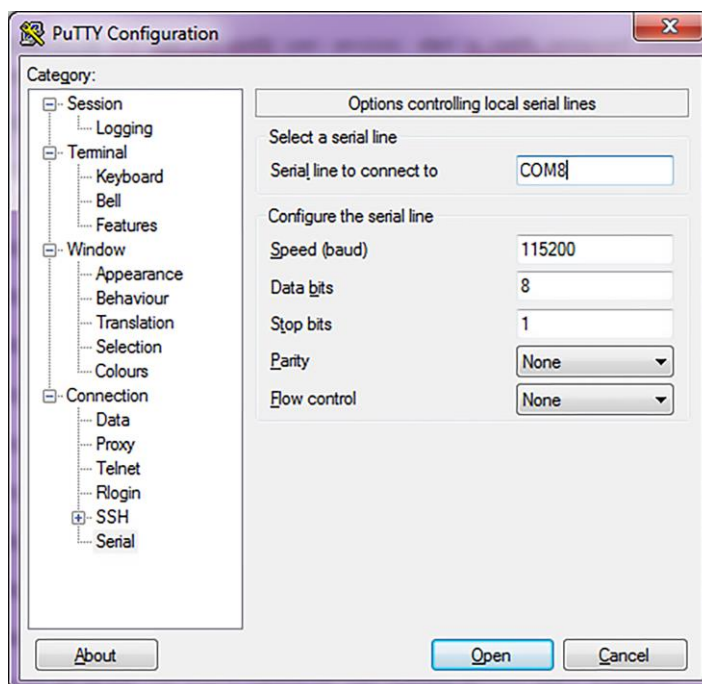 PuTTY Configuration
Category:
Session
Logging
Terminal
Keyboard
Bell
Features
Window
Appearance
Behaviour
Translation
Selection
Colours
Connection
Data
Proxy
Telnet
Rlogin
SSH
Serial
Options controlling local serial lines
Select a serial line
Serial line to connect to COM8
Configure the serial line
Speed (baud) 115200
Data bits 8
Stop bits 1
Parity None
Flow control None
About Open Cancel